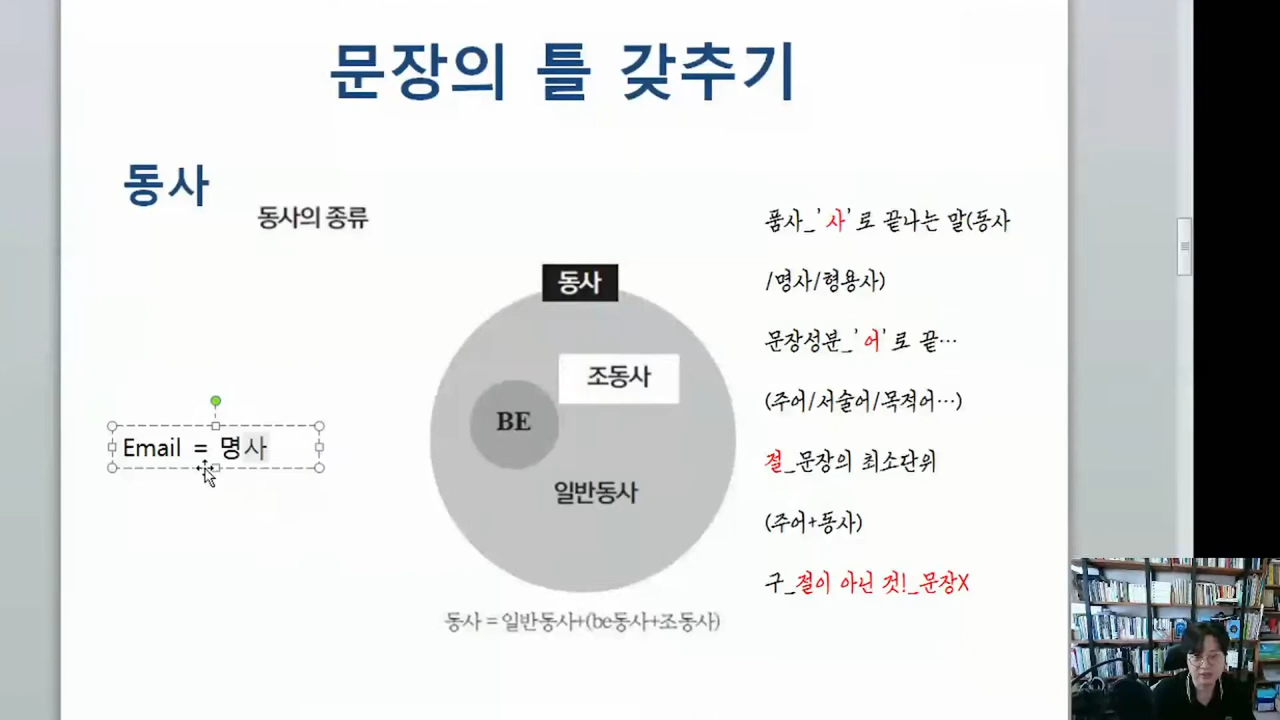 문장의 틀 갖추기
동사
동사의 종류
동사
조동사
BE
일반동사
동사 = 일반동사+(be동사+조동사)
Email = 명사
품사_'사'로 끝나는 말(동사
/명사/형용사)
문장성분_'어'로 끝…
(주어/서술어/목적어…)
절_문장의 최소단위
(주어+동사)
구_절이 아닌 것!_문장X